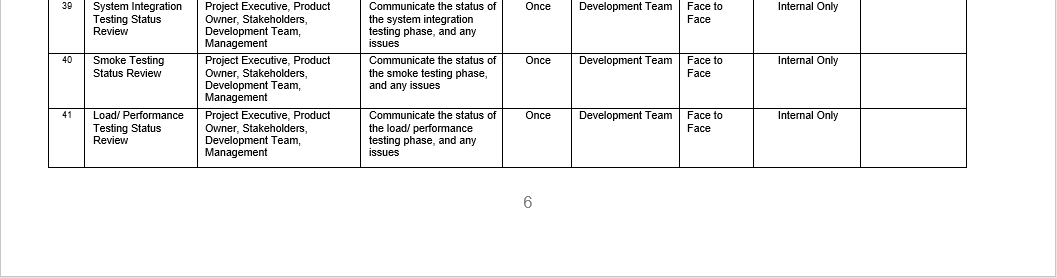 39 System Integration Testing Status Review Project Executive, Product Owner, Stakeholders, Development Team, Management Communicate the status of the system integration testing phase, and any issues Once Development Team Face to Face Internal Only
40 Smoke Testing Status Review Project Executive, Product Owner, Stakeholders, Development Team, Management Communicate the status of the smoke testing phase, and any issues Once Development Team Face to Face Internal Only
41 Load/ Performance Testing Status Review Project Executive, Product Owner, Stakeholders, Development Team, Management Communicate the status of the load/ performance testing phase, and any issues Once Development Team Face to Face Internal Only
6